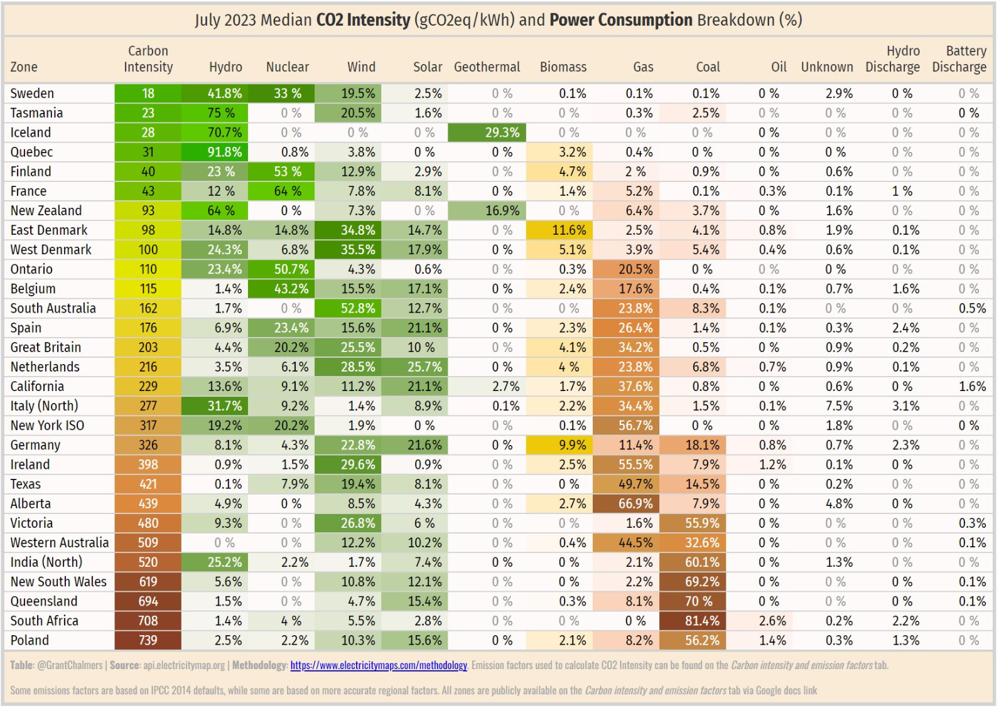 July 2023 Median CO2 Intensity (gCO2eq/kWh) and Power Consumption Breakdown (%)
Zone Carbon Intensity Hydro Nuclear Wind Solar Geothermal Biomass Gas Coal Oil Unknown Hydro Discharge Battery Discharge
Sweden 18 41.8% 33 % 19.5% 2.5% 0 % 0.1% 0.1% 0.1% 0 % 2.9% 0 % 0 %
Tasmania 23 75 % 0 % 20.5% 1.6% 0 % 0 % 0.3% 2.5% 0 % 0 % 0 % 0 %
Iceland 28 70.7% 0 % 0 % 0 % 29.3% 0 % 0 % 0 % 0 % 0 % 0 % 0 %
Quebec 31 91.8% 0.8% 3.8% 0 % 0 % 3.2% 0.4% 0 % 0 % 0 % 0 % 0 %
Finland 40 23 % 53 % 12.9% 2.9% 0 % 4.7% 2 % 0.9% 0 % 0.6% 0 % 0 %
France 43 12 % 64 % 7.8% 8.1% 0 % 1.4% 5.2% 0.1% 0.3% 0.1% 1 % 0 %
New Zealand 93 64 % 0 % 7.3% 0 % 16.9% 0 % 6.4% 3.7% 0 % 1.6% 0 % 0 %
East Denmark 98 14.8% 14.8% 34.8% 14.7% 0 % 11.6% 2.5% 4.1% 0.8% 1.9% 0.1% 0 %
West Denmark 100 24.3% 6.8% 35.5% 17.9% 0 % 5.1% 3.9% 5.4% 0.4% 0.6% 0.1% 0 %
Ontario 110 23.4% 50.7% 4.3% 0.6% 0 % 0.3% 20.5% 0 % 0 % 0 % 0 % 0 %
Belgium 115 1.4% 43.2% 15.5% 17.1% 0 % 2.4% 17.6% 0.4% 0.1% 0.7% 1.6% 0 %
South Australia 162 1.7% 0 % 52.8% 12.7% 0 % 0 % 23.8% 8.3% 0.1% 0 % 0 % 0.5%
Spain 176 6.9% 23.4% 15.6% 21.1% 0 % 2.3% 26.4% 1.4% 0.1% 0.3% 2.4% 0 %
Great Britain 203 4.4% 20.2% 25.5% 10 % 0 % 4.1% 34.2% 0.5% 0 % 0.9% 0.2% 0 %
Netherlands 216 3.5% 6.1% 28.5% 25.7% 0 % 4 % 23.8% 6.8% 0.7% 0.9% 0.1% 0 %
California 229 13.6% 9.1% 11.2% 21.1% 2.7% 1.7% 37.6% 0.8% 0 % 0.6% 0 % 1.6%
Italy (North) 277 31.7% 9.2% 1.4% 8.9% 0.1% 2.2% 34.4% 1.5% 0.1% 7.5% 3.1% 0 %
New York ISO 317 19.2% 20.2% 1.9% 0 % 0 % 0.1% 56.7% 0 % 0 % 1.8% 0 % 0 %
Germany 326 8.1% 4.3% 22.8% 21.6% 0 % 9.9% 11.4% 18.1% 0.8% 0.7% 2.3% 0 %
Ireland 398 0.9% 1.5% 29.6% 0.9% 0 % 2.5% 55.5% 7.9% 1.2% 0.1% 0 % 0 %
Texas 421 0.1% 7.9% 19.4% 8.1% 0 % 0 % 49.7% 14.5% 0 % 0.2% 0 % 0 %
Alberta 439 4.9% 0 % 8.5% 4.3% 0 % 2.7% 66.9% 7.9% 0 % 4.8% 0 % 0 %
Victoria 480 9.3% 0 % 26.8% 6 % 0 % 0 % 1.6% 55.9% 0 % 0 % 0 % 0.3%
Western Australia 509 0 % 0 % 12.2% 10.2% 0 % 0.4% 44.5% 32.6% 0 % 0 % 0 % 0.1%
India (North) 520 25.2% 2.2% 1.7% 7.4% 0 % 0 % 2.1% 60.1% 0 % 1.3% 0 % 0 %
New South Wales 619 5.6% 0 % 10.8% 12.1% 0 % 0 % 2.2% 69.2% 0 % 0 % 0 % 0.1%
Queensland 694 1.5% 0 % 4.7% 15.4% 0 % 0.3% 8.1% 70 % 0 % 0 % 0 % 0.1%
South Africa 708 1.4% 4 % 5.5% 2.8% 0 % 0 % 0 % 81.4% 2.6% 0.2% 2.2% 0 %
Poland 739 2.5% 2.2% 10.3% 15.6% 0 % 2.1% 8.2% 56.2% 1.4% 0.3% 1.3% 0 %
Table: @GrantChalmers | Source: api.electricitymap.org | Methodology: https://www.electricitymaps.com/methodology. Emission factors used to calculate CO2 Intensity can be found on the Carbon intensity and emission factors tab.
Some emissions factors are based on IPCC 2014 defaults, while some are based on more accurate regional factors. All zones are publicly available on the Carbon intensity and emission factors tab via Google docs link